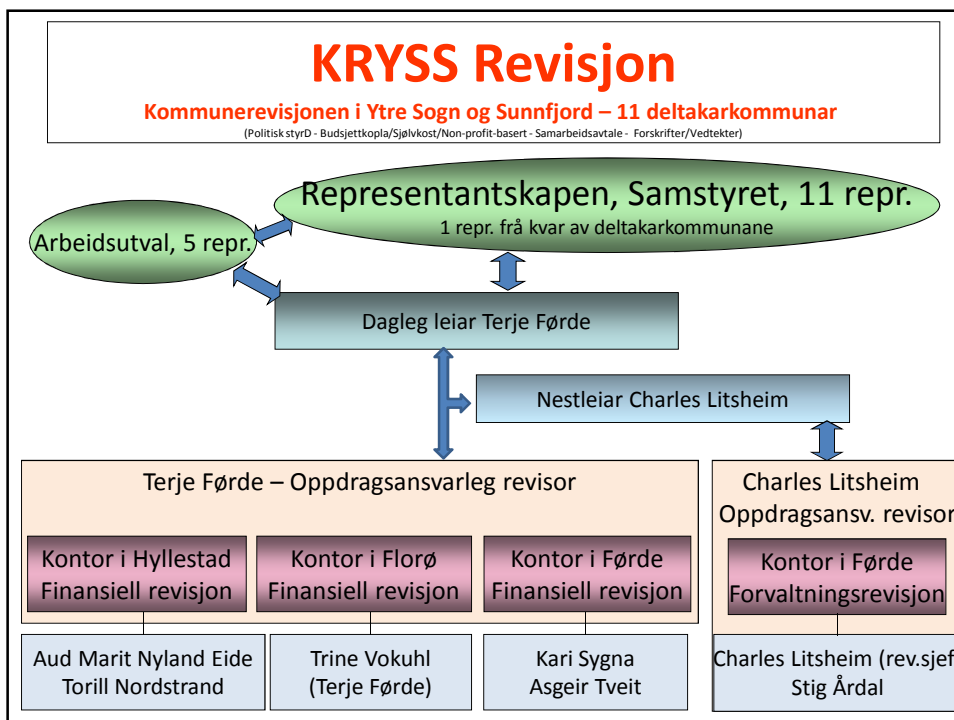 KRYSS Revisjon
Kommunerevisjonen i Ytre Sogn og Sunnfjord – 11 deltakarkommunar
(Politisk styrD - Budsjettkopla/Sjølvkost/Non-profit-basert - Samarbeidsavtale - Forskrifter/Vedtekter)
Representantskapen, Samstyret, 11 repr.
1 repr. frå kvar av deltakarkommunane
Arbeidsutval, 5 repr.
Dagleg leiar Terje Førde
Nestleiar Charles Litsheim
Terje Førde – Oppdragsansvarleg revisor
Kontor i Hyllestad
Finansiell revisjon
Kontor i Florø
Finansiell revisjon
Kontor i Førde
Finansiell revisjon
Aud Marit Nyland Eide
Torill Nordstrand
Trine Vokuhl
(Terje Førde)
Kari Sygna
Asgeir Tveit
Charles Litsheim
Oppdragsansv. revisor
Kontor i Førde
Forvaltningsrevisjon
Charles Litsheim (rev.sjef
Stig Årdal